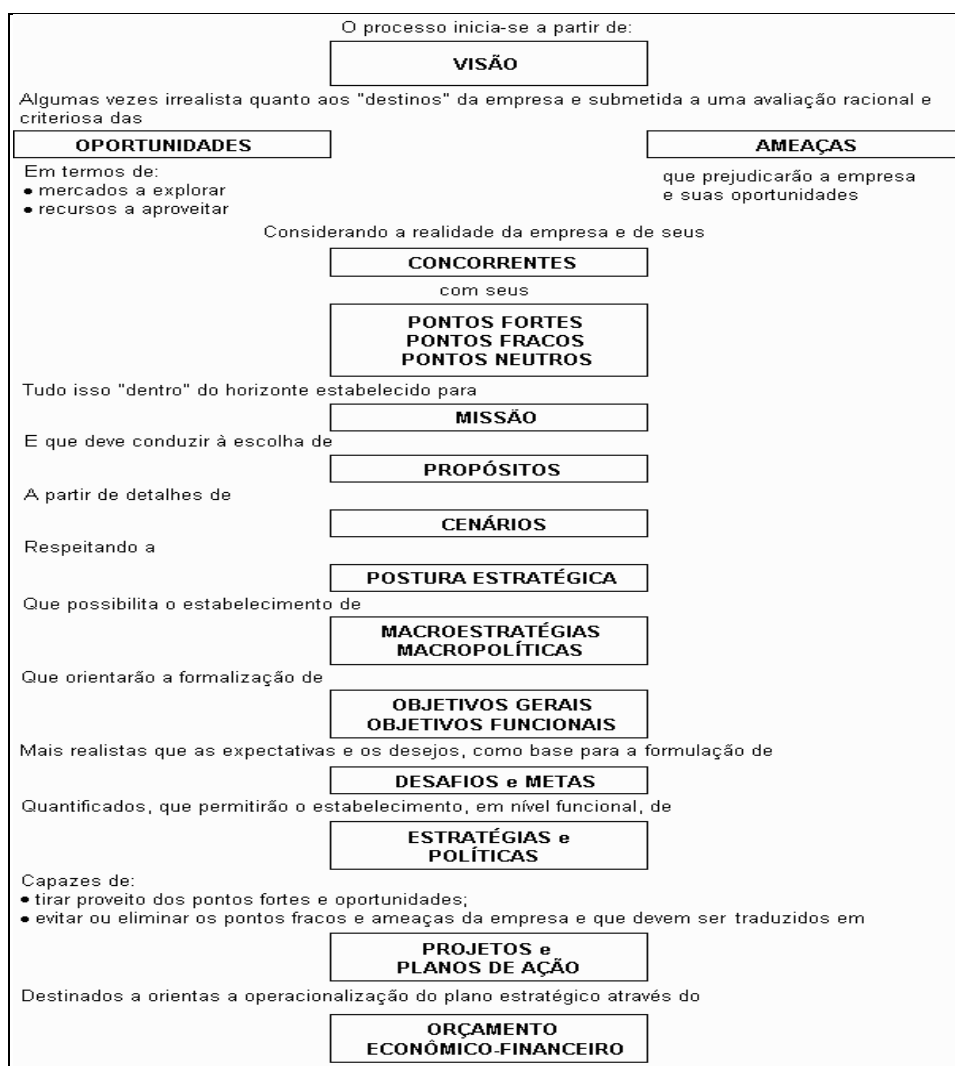 O processo inicia-se a partir de:
VISÃO
Algumas vezes irrealista quanto aos "destinos" da empresa e submetida a uma avaliação racional e
criteriosa das
OPORTUNIDADES
AMEAÇAS
Em termos de:
• mercados a explorar
• recursos a aproveitar
que prejudicarão a empresa
e suas oportunidades
Considerando a realidade da empresa e de seus
CONCORRENTES
com seus
PONTOS FORTES
PONTOS FRACOS
PONTOS NEUTROS
Tudo isso "dentro" do horizonte estabelecido para
MISSÃO
E que deve conduzir à escolha de
PROPÓSITOS
A partir de detalhes de
CENÁRIOS
Respeitando a
POSTURA ESTRATÉGICA
Que possibilita o estabelecimento de
MACROESTRATÉGIAS
MACROPOLÍTICAS
Que orientarão a formalização de
OBJETIVOS GERAIS
OBJETIVOS FUNCIONAIS
Mais realistas que as expectativas e os desejos, como base para a formulação de
DESAFIOS e METAS
Quantificados, que permitirão o estabelecimento, em nível funcional, de
ESTRATÉGIAS e
POLÍTICAS
Capazes de:
• tirar proveito dos pontos fortes e oportunidades;
• evitar ou eliminar os pontos fracos e ameaças da empresa e que devem ser traduzidos em
PROJETOS e
PLANOS DE AÇÃO
Destinados a orientas a operacionalização do plano estratégico através do
ORÇAMENTO
ECONÔMICO-FINANCEIRO